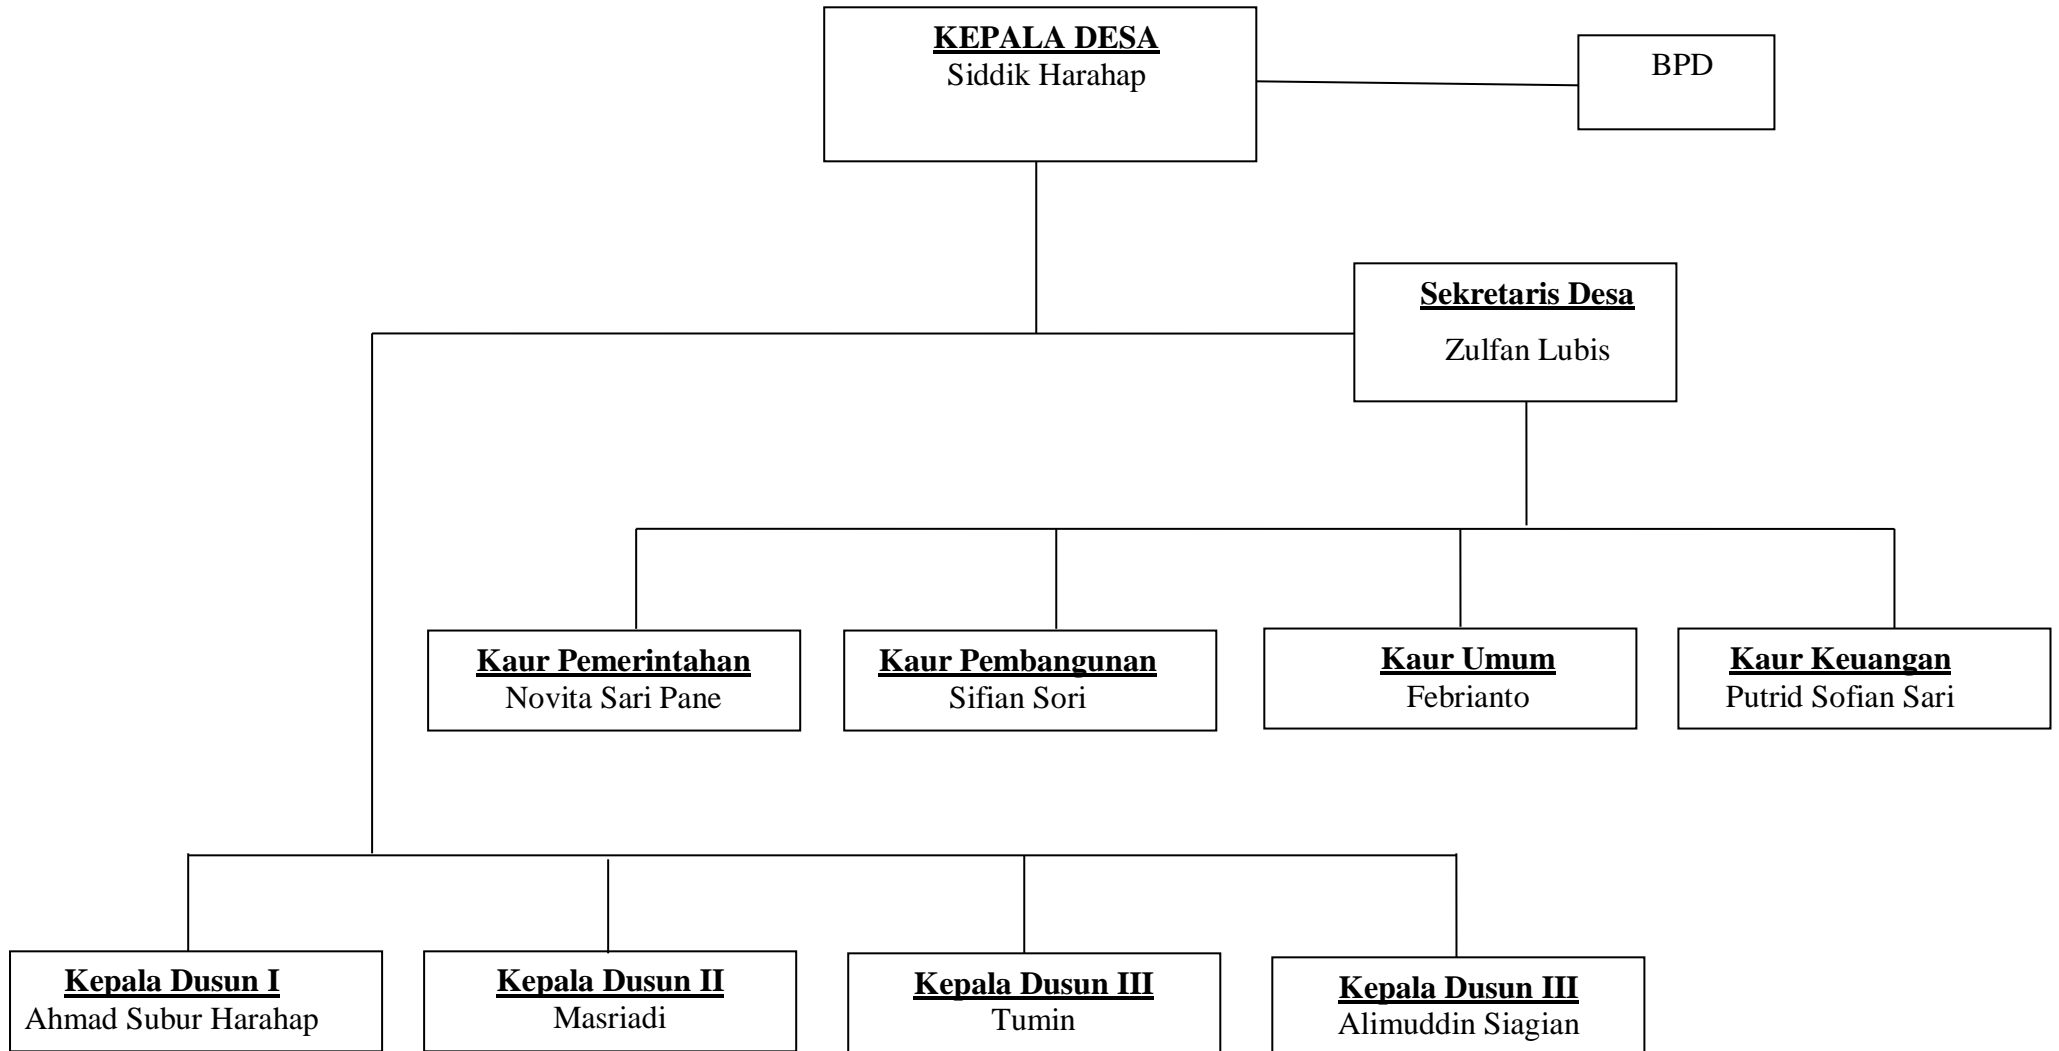 KEPALA DESA
Siddik Harahap
BPD
Sekretaris Desa
Zulfan Lubis
Kaur Pemerintahan
Novita Sari Pane
Kaur Pembangunan
Sifian Sori
Kaur Umum
Febrianto
Kaur Keuangan
Putrid Sofian Sari
Kepala Dusun I
Ahmad Subur Harahap
Kepala Dusun II
Masriadi
Kepala Dusun III
Tumin
Kepala Dusun III
Alimuddin Siagian